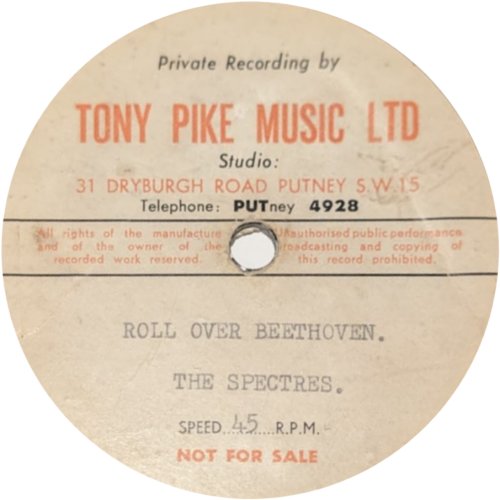 Private Recording by
TONY PIKE MUSIC LTD
Studio:
31 DRYBURGH ROAD PUTNEY S.W.15
Telephone: PUTney 4928
All rights of the manufacture Unauthorised public performance
and of the owner of the broadcasting and copying of
recorded work reserved. this record prohibited.
ROLL OVER BEETHOVEN.
THE SPECTRES.
SPEED...45....R.P.M.-
NOT FOR SALE